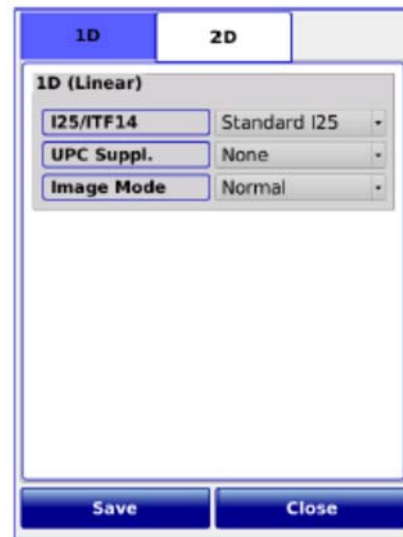 1D 2D
1D (Linear)
I25/ITF14 Standard I25
UPC Suppl. None
Image Mode Normal
Save Close